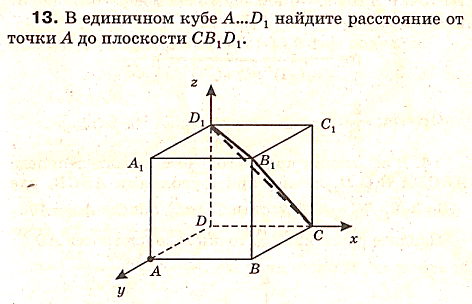 13. В единичном кубе A...D₁ найдите расстояние от
точки A до плоскости CB₁D₁.
z
D₁
C₁
A₁
B₁
D
C
x
A
B
y